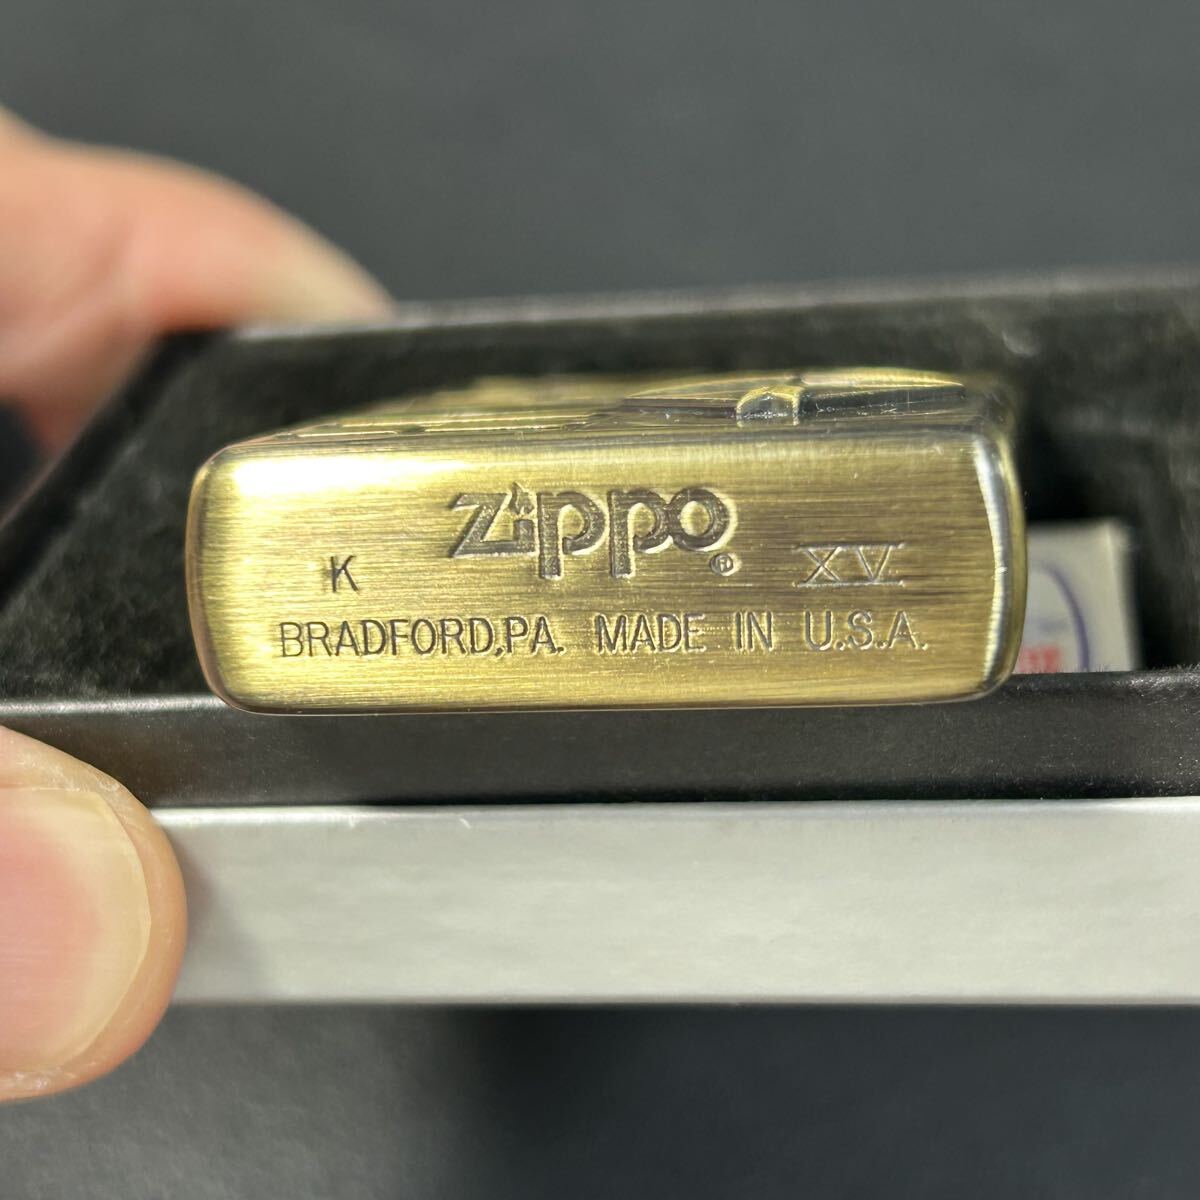 Zippo ®
K XV
BRADFORD,PA. MADE IN U.S.A.